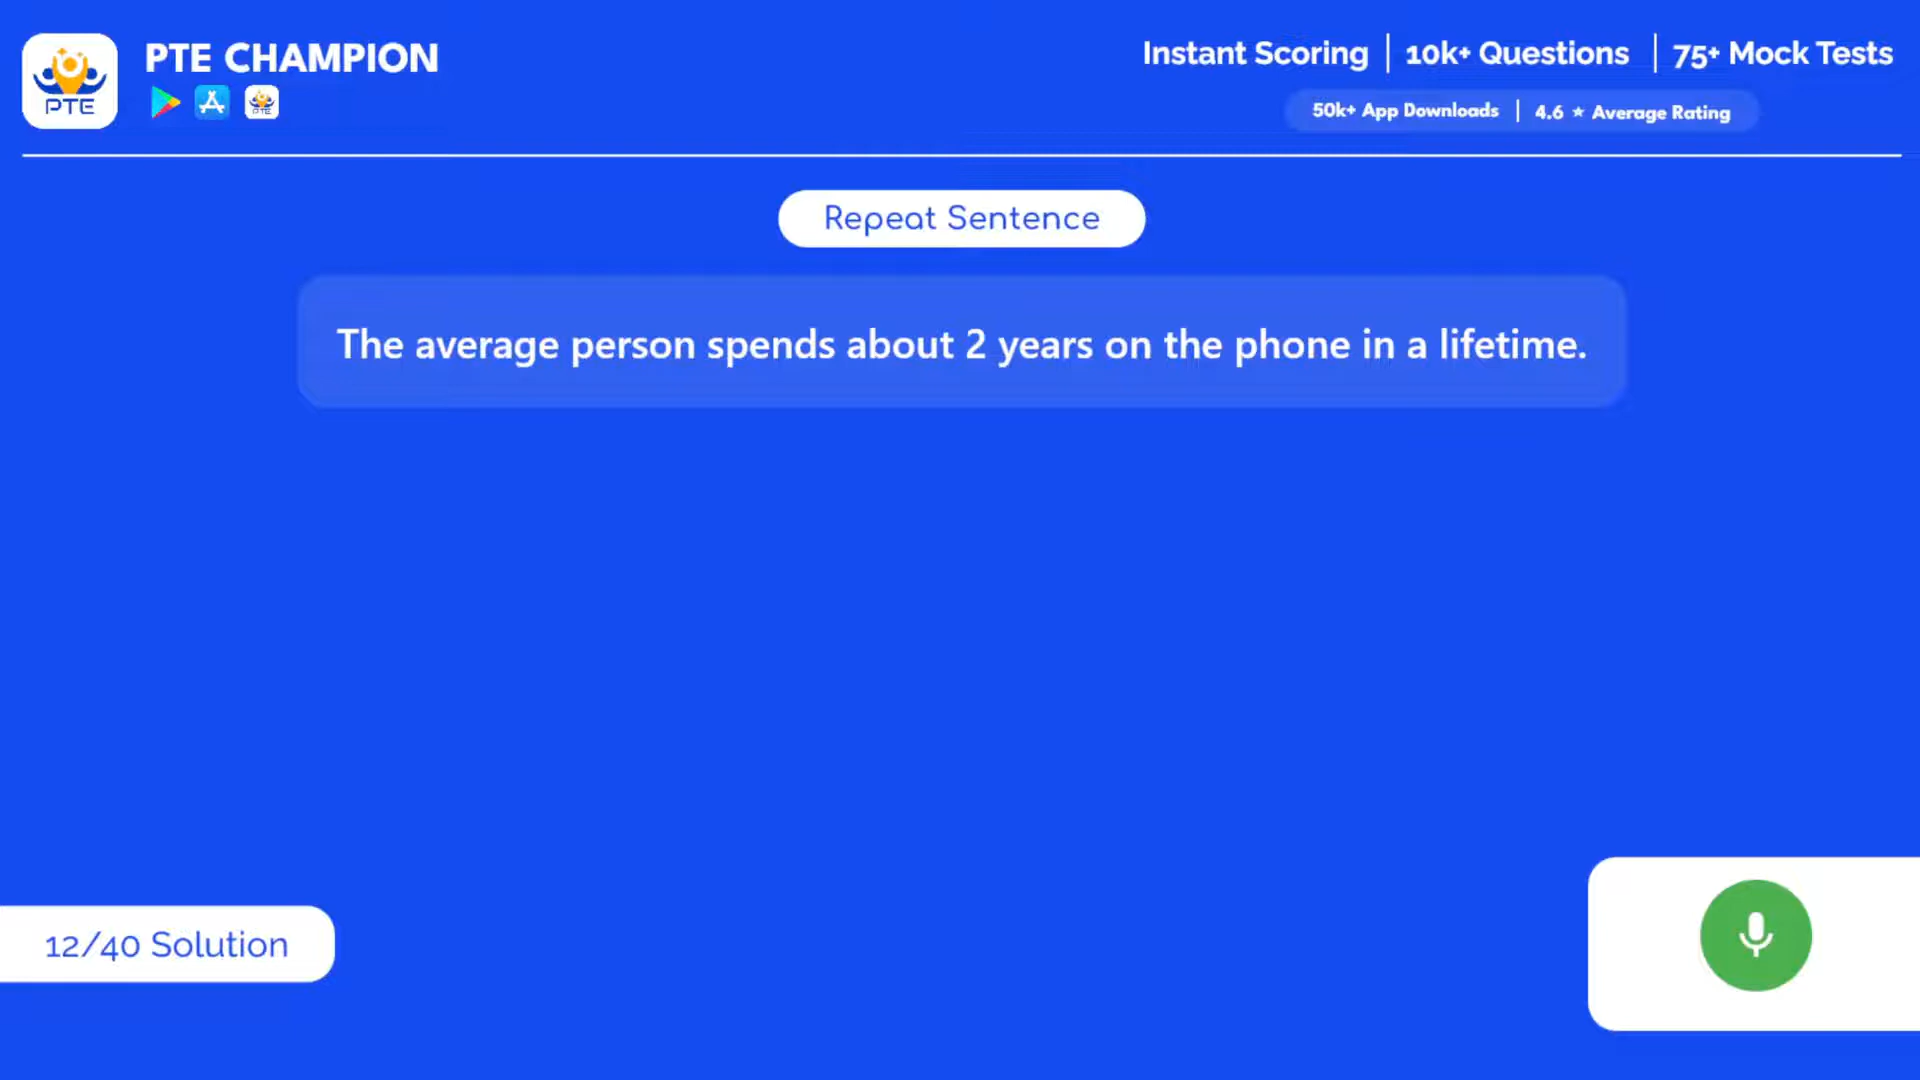 PTE CHAMPION
PTE
PTE
Instant Scoring | 10k+ Questions | 75+ Mock Tests
50k+ App Downloads | 4.6 ★ Average Rating
Repeat Sentence
The average person spends about 2 years on the phone in a lifetime.
12/40 Solution